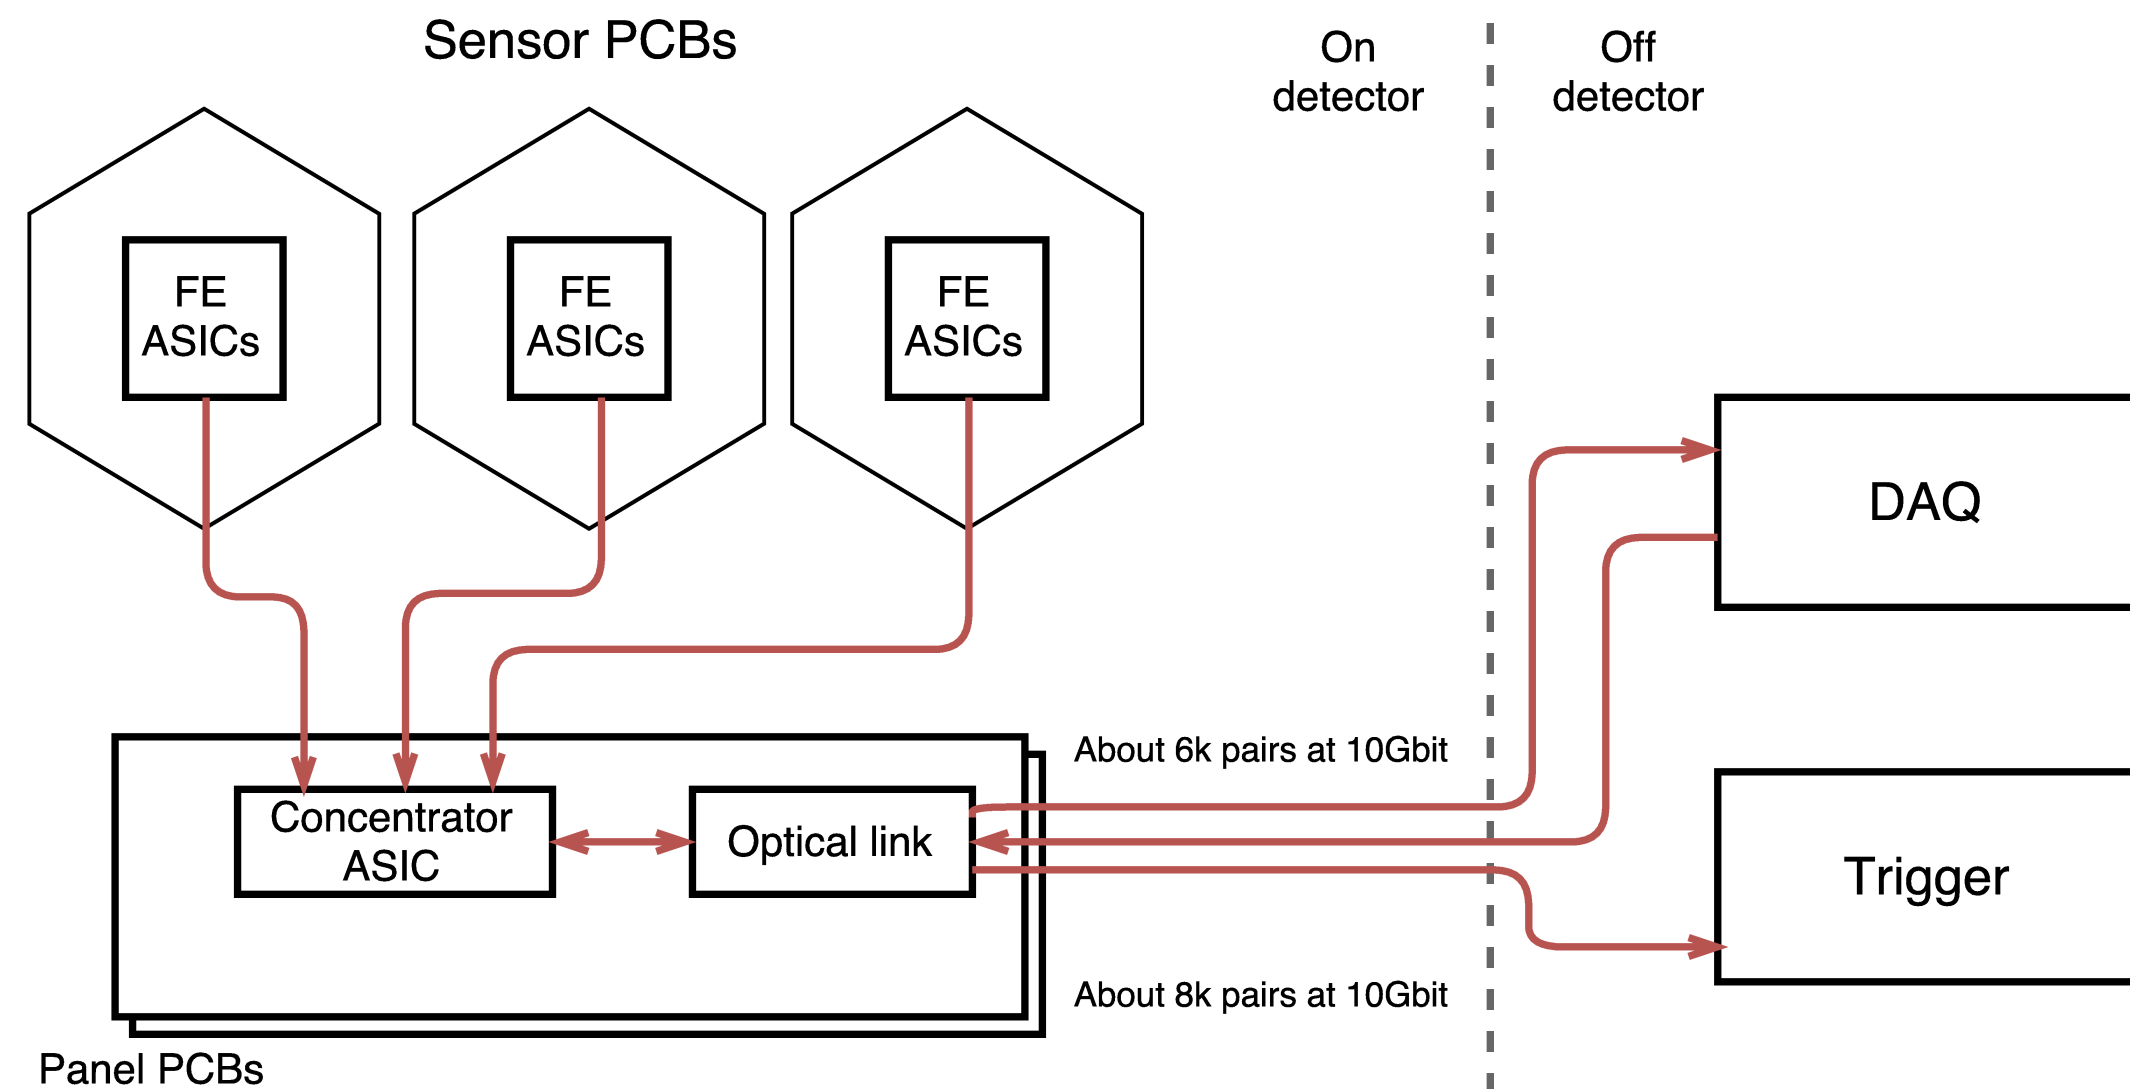 Sensor PCBs
On
detector
Off
detector
FE
ASICs
FE
ASICs
FE
ASICs
DAQ
About 6k pairs at 10Gbit
Concentrator
ASIC
Optical link
Trigger
About 8k pairs at 10Gbit
Panel PCBs